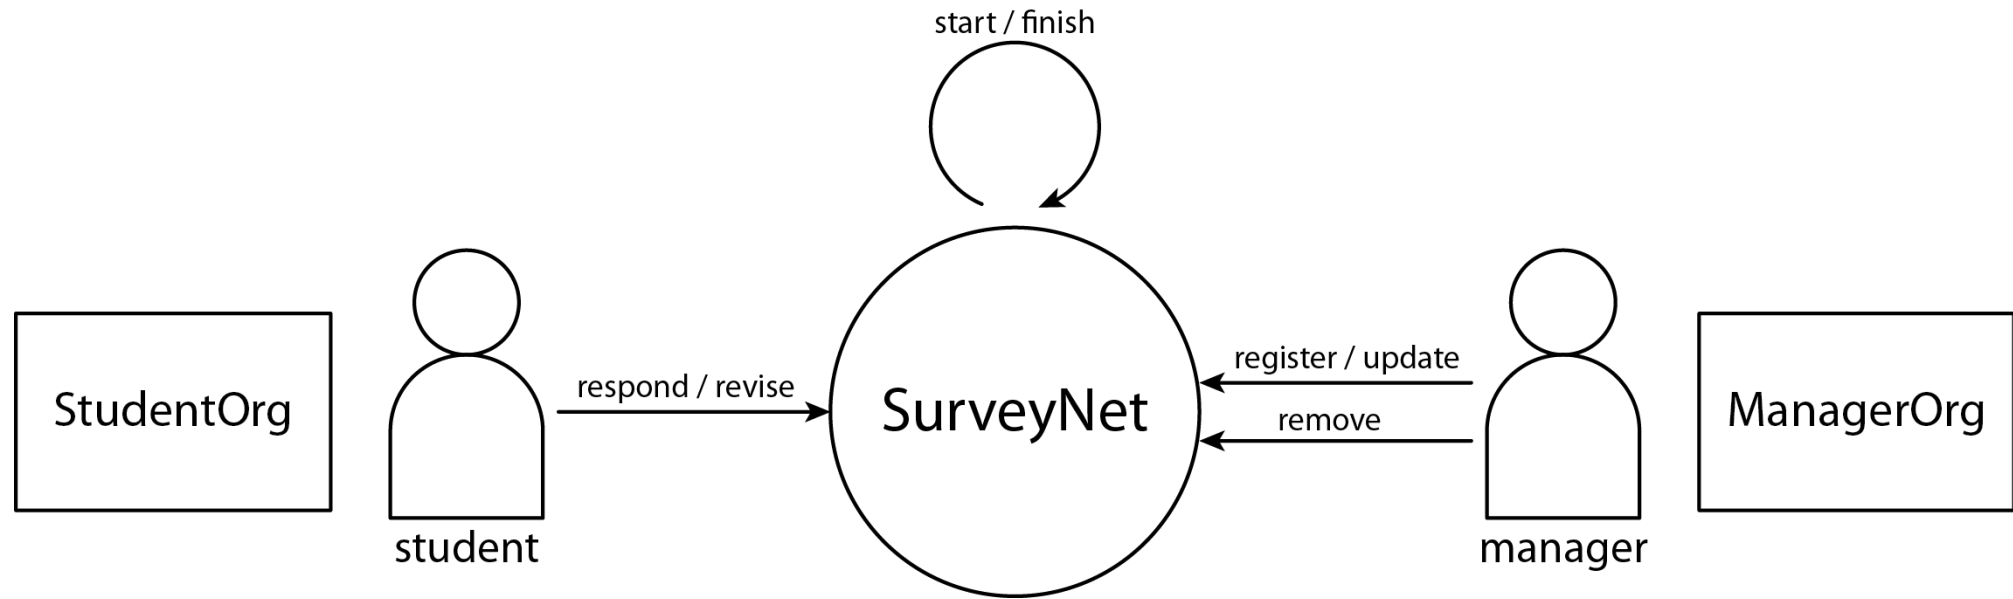 start / finish
StudentOrg
student
respond / revise
SurveyNet
register / update
remove
manager
ManagerOrg